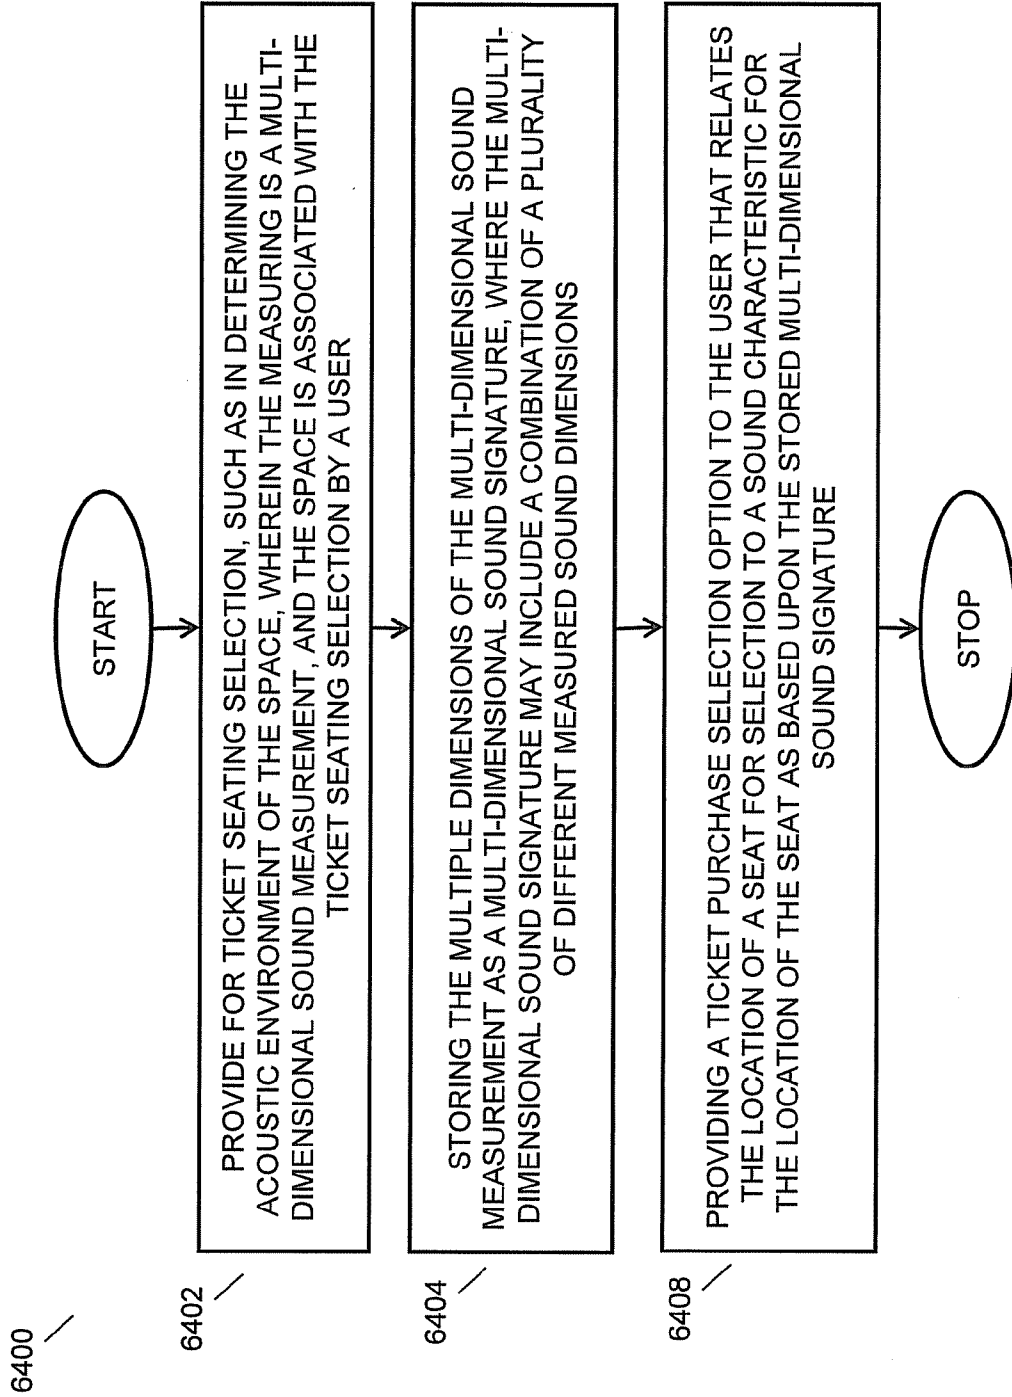 6400
START
6402
PROVIDE FOR TICKET SEATING SELECTION, SUCH AS IN DETERMINING THE
ACOUSTIC ENVIRONMENT OF THE SPACE, WHEREIN THE MEASURING IS A MULTI-
DIMENSIONAL SOUND MEASUREMENT, AND THE SPACE IS ASSOCIATED WITH THE
TICKET SEATING SELECTION BY A USER
6404
STORING THE MULTIPLE DIMENSIONS OF THE MULTI-DIMENSIONAL SOUND
MEASUREMENT AS A MULTI-DIMENSIONAL SOUND SIGNATURE, WHERE THE MULTI-
DIMENSIONAL SOUND SIGNATURE MAY INCLUDE A COMBINATION OF A PLURALITY
OF DIFFERENT MEASURED SOUND DIMENSIONS
6408
PROVIDING A TICKET PURCHASE SELECTION OPTION TO THE USER THAT RELATES
THE LOCATION OF A SEAT FOR SELECTION TO A SOUND CHARACTERISTIC FOR
THE LOCATION OF THE SEAT AS BASED UPON THE STORED MULTI-DIMENSIONAL
SOUND SIGNATURE
STOP